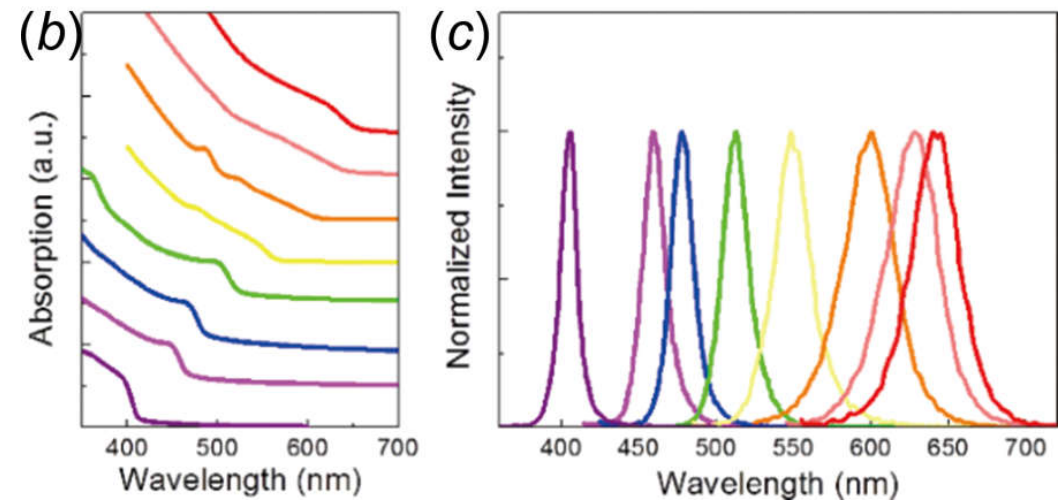 (b)
Absorption (a.u.)
400 500 600 700
Wavelength (nm)
(c)
Normalized Intensity
400 450 500 550 600 650 700
Wavelength (nm)